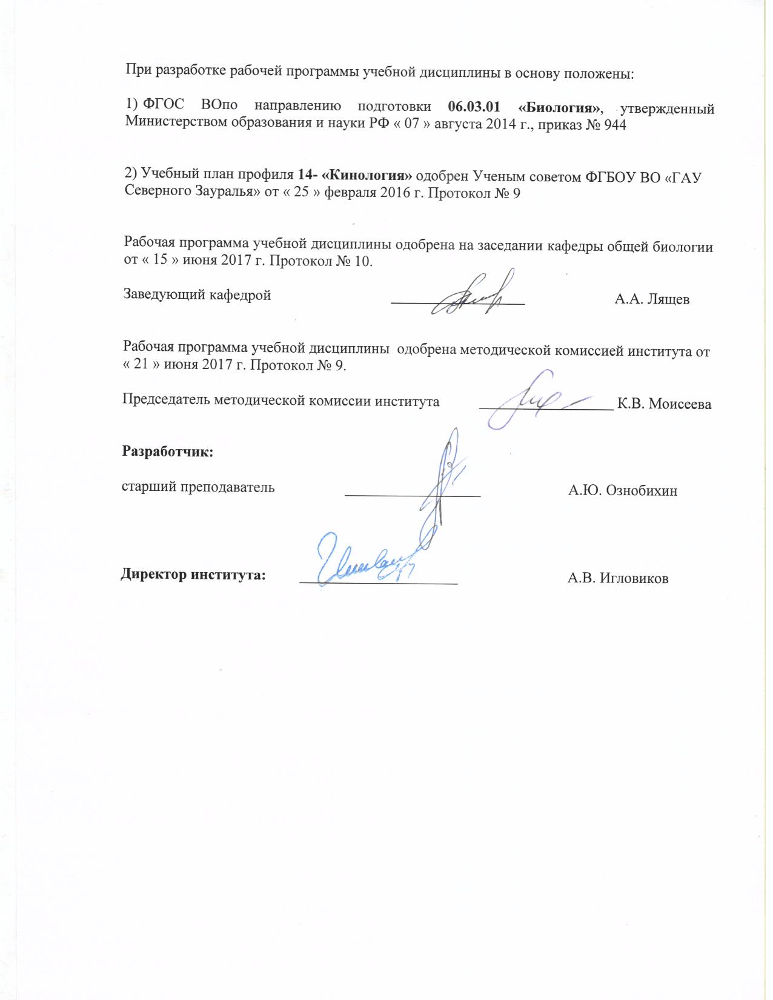 При разработке рабочей программы учебной дисциплины в основу положены:
1) ФГОС ВОпо направлению подготовки 06.03.01 «Биология», утвержденный
Министерством образования и науки РФ « 07 » августа 2014 г., приказ № 944
2) Учебный план профиля 14- «Кинология» одобрен Ученым советом ФГБОУ ВО «ГАУ
Северного Зауралья» от « 25 » февраля 2016 г. Протокол № 9
Рабочая программа учебной дисциплины одобрена на заседании кафедры общей биологии
от « 15 » июня 2017 г. Протокол № 10.
Заведующий кафедрой А.А. Лящев
Рабочая программа учебной дисциплины одобрена методической комиссией института от
« 21 » июня 2017 г. Протокол № 9.
Председатель методической комиссии института К.В. Моисеева
Разработчик:
старший преподаватель А.Ю. Ознобихин
Директор института: А.В. Игловиков